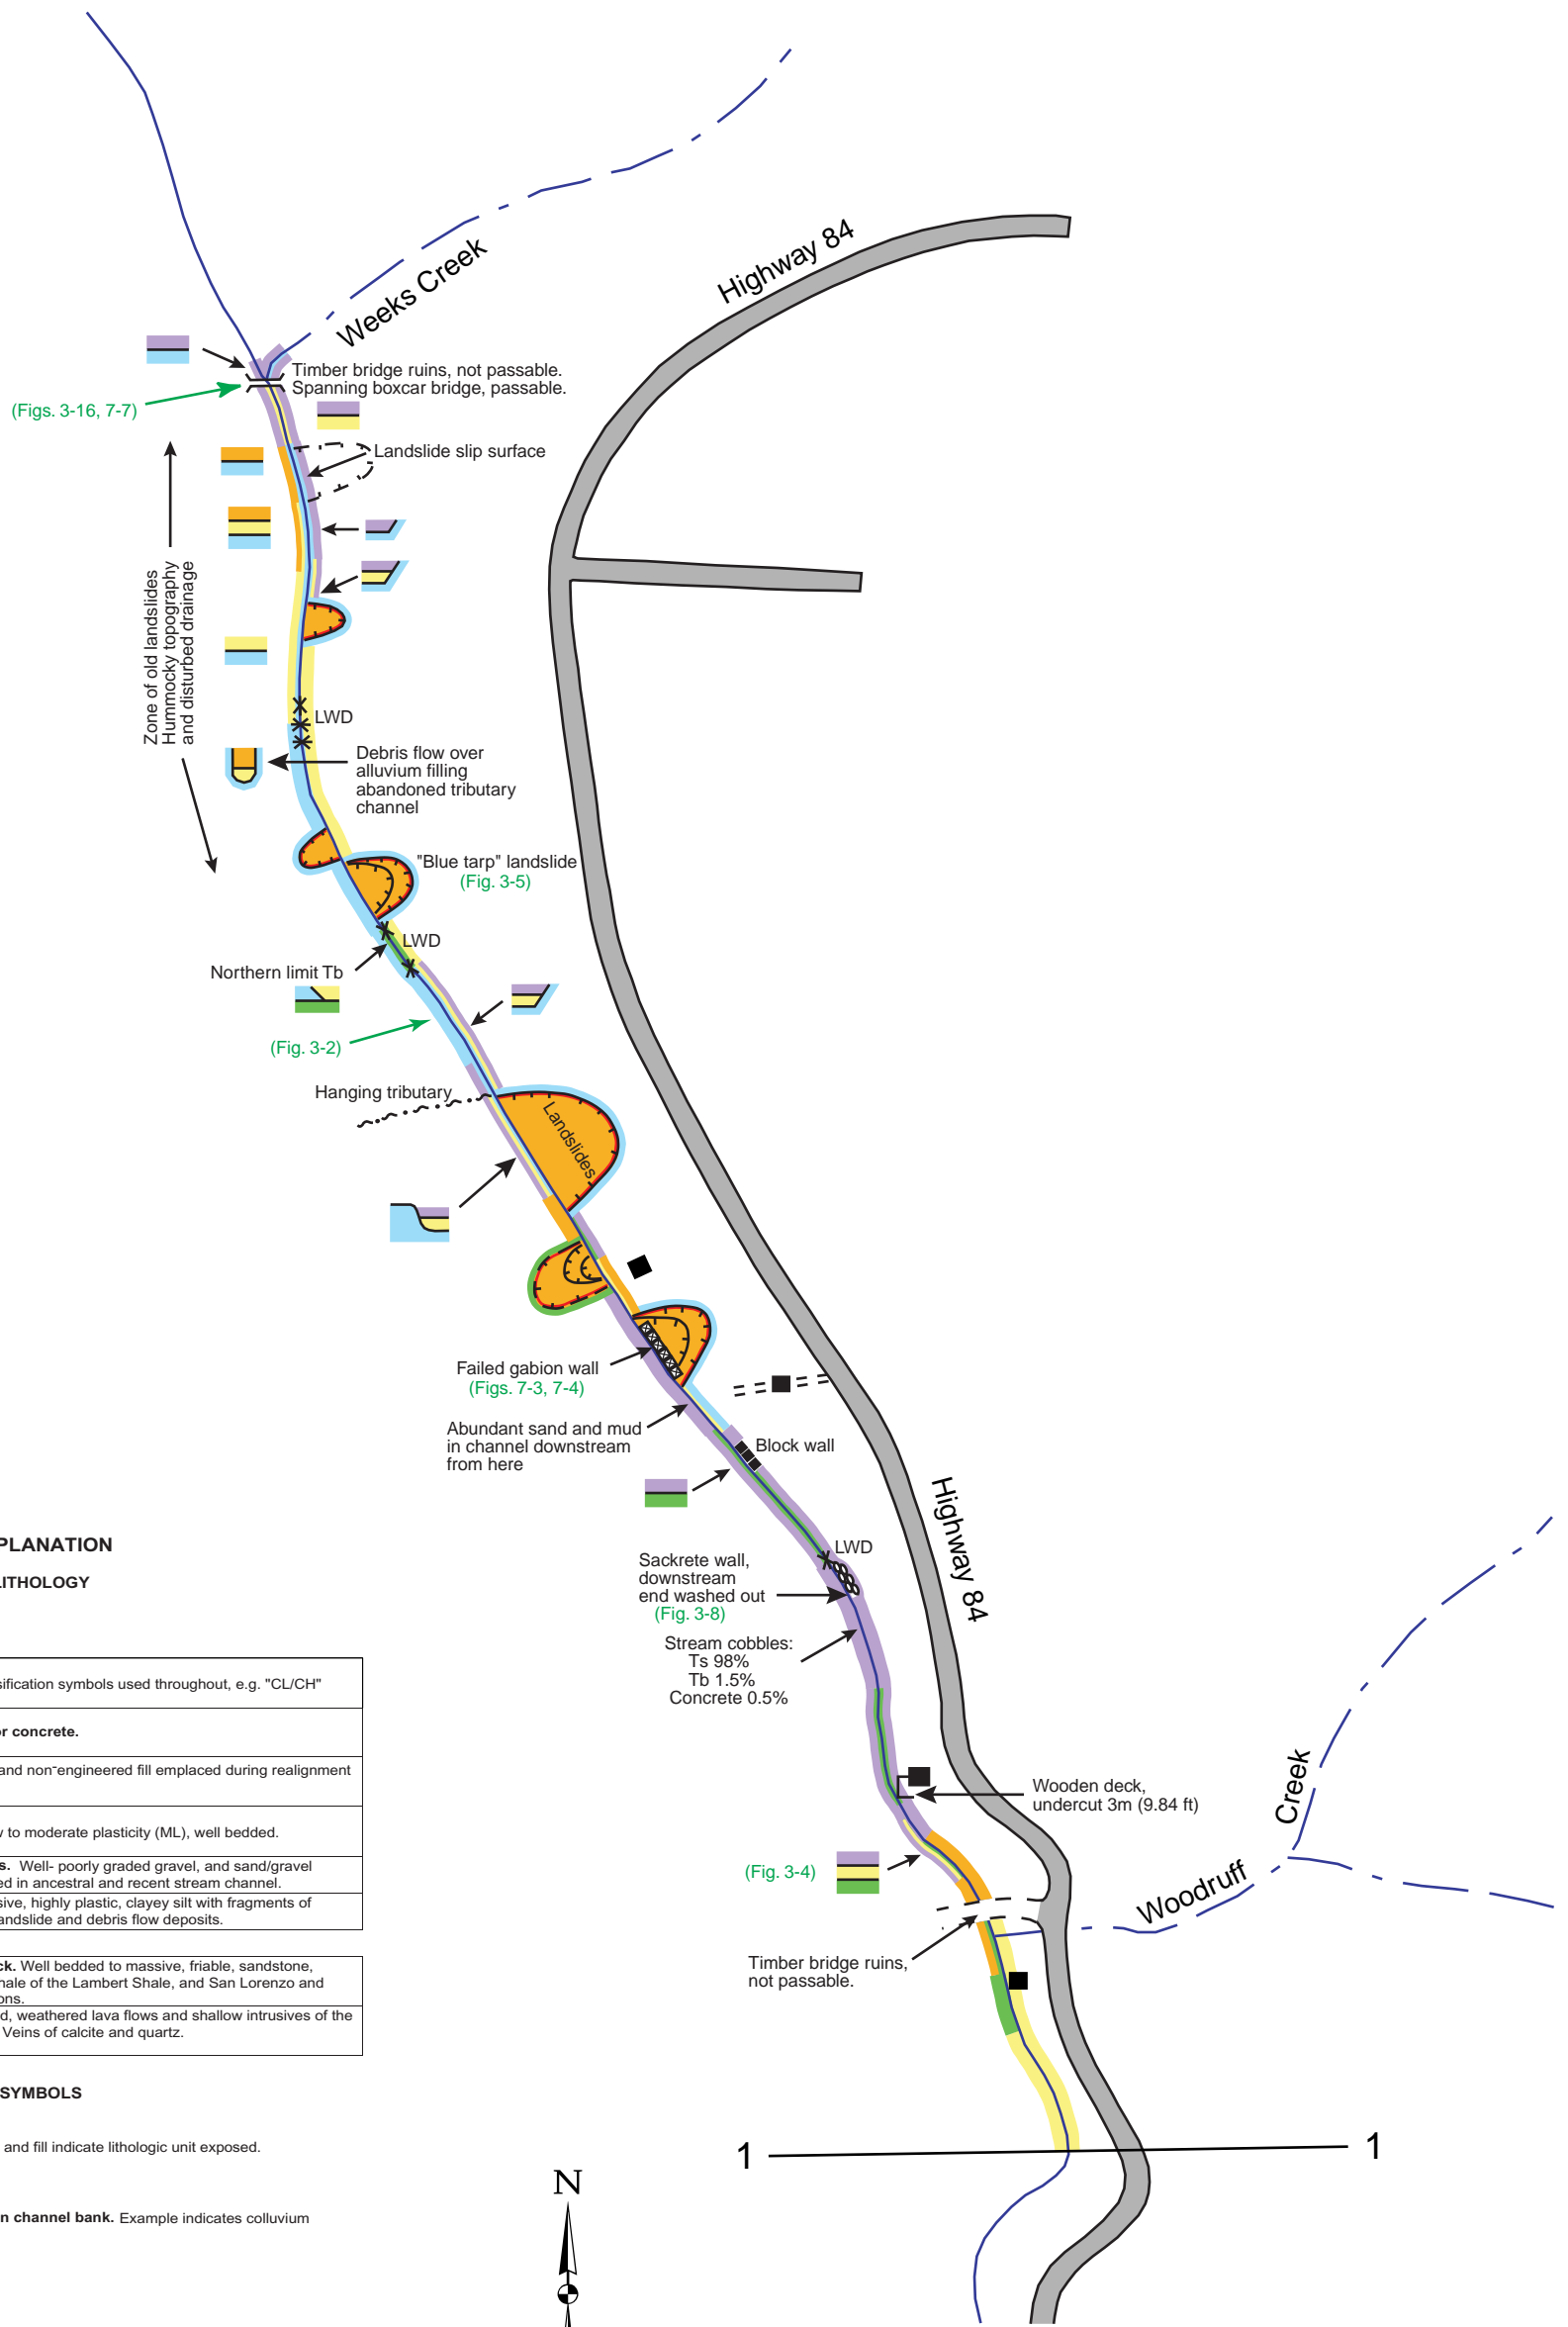 Highway 84
Weeks Creek
Timber bridge ruins, not passable.
Spanning boxcar bridge, passable.
(Figs. 3-16, 7-7)
Landslide slip surface
Zone of old landslides
Hummocky topography
and disturbed drainage
LWD
Debris flow over
alluvium filling
abandoned tributary
channel
"Blue tarp" landslide
(Fig. 3-5)
LWD
Northern limit Tb
(Fig. 3-2)
Hanging tributary
Landslides
Failed gabion wall
(Figs. 7-3, 7-4)
Abundant sand and mud
in channel downstream
from here
Block wall
Highway 84
LWD
Sackrete wall,
downstream
end washed out
(Fig. 3-8)
Stream cobbles:
Ts 98%
Tb 1.5%
Concrete 0.5%
Wooden deck,
undercut 3m (9.84 ft)
Creek
Woodruff
(Fig. 3-4)
Timber bridge ruins,
not passable.
1 1
N
PLANATION
LITHOLOGY
sification symbols used throughout, e.g. "CL/CH"
or concrete.
and non-engineered fill emplaced during realignment
w to moderate plasticity (ML), well bedded.
s. Well- poorly graded gravel, and sand/gravel
ed in ancestral and recent stream channel.
sive, highly plastic, clayey silt with fragments of
andslide and debris flow deposits.
ck. Well bedded to massive, friable, sandstone,
hale of the Lambert Shale, and San Lorenzo and
ons.
d, weathered lava flows and shallow intrusives of the
Veins of calcite and quartz.
SYMBOLS
and fill indicate lithologic unit exposed.
n channel bank. Example indicates colluvium